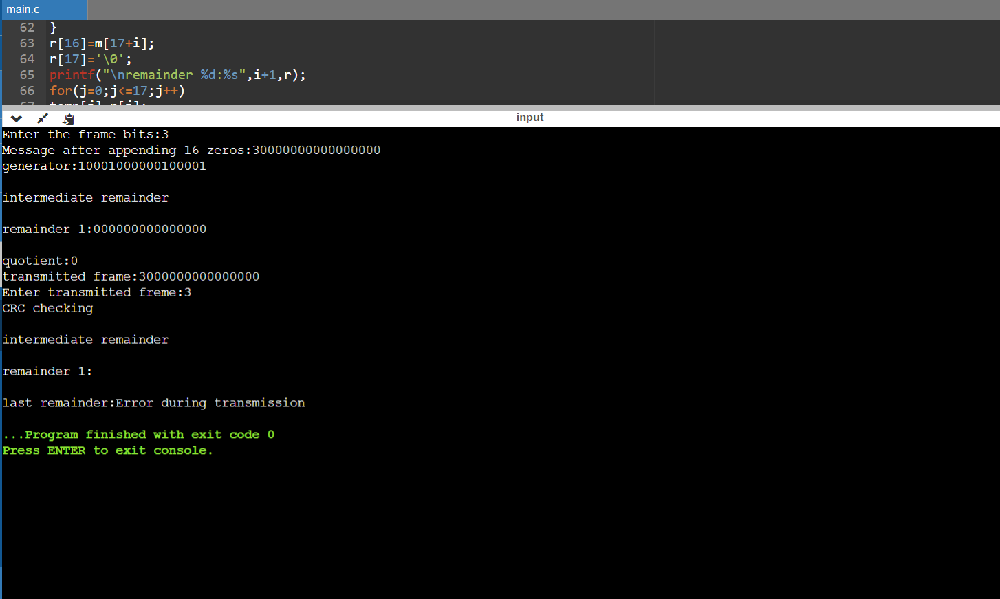 main.c
62 }
63 r[16]=m[17+i];
64 r[17]='\0';
65 printf("\nremainder %d:%s",i+1,r);
66 for(j=0;j<=17;j++)
input
Enter the frame bits:3
Message after appending 16 zeros:30000000000000000
generator:10001000000100001
intermediate remainder
remainder 1:000000000000000
quotient:0
transmitted frame:3000000000000000
Enter transmitted freme:3
CRC checking
intermediate remainder
remainder 1:
last remainder:Error during transmission
...Program finished with exit code 0
Press ENTER to exit console.